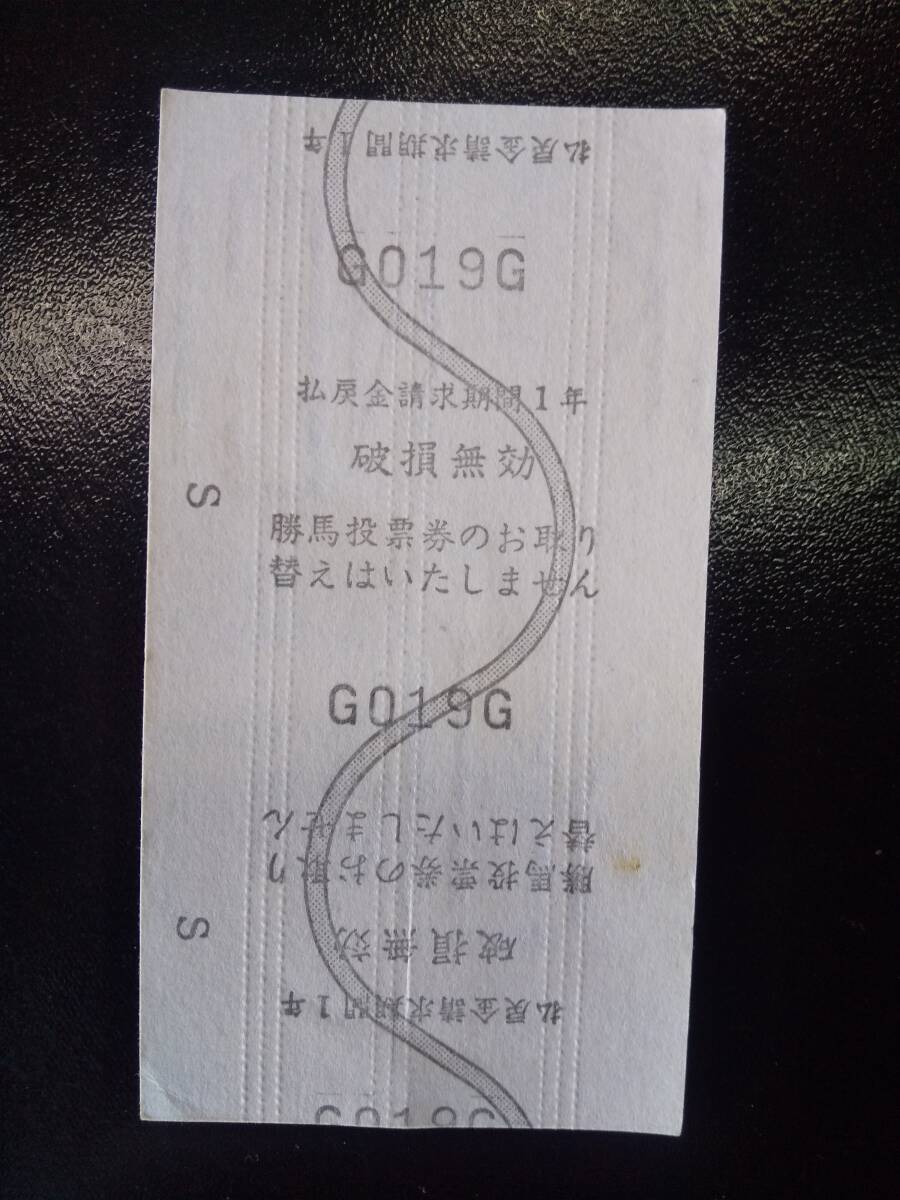 払戻金請求期間1年
G019G
払戻金請求期間1年
破損無効
S
勝馬投票券のお取り
替えはいたしません
G019G
勝馬投票券のお取り
替えはいたしません
S
破損無効
払戻金請求期間1年
G019G